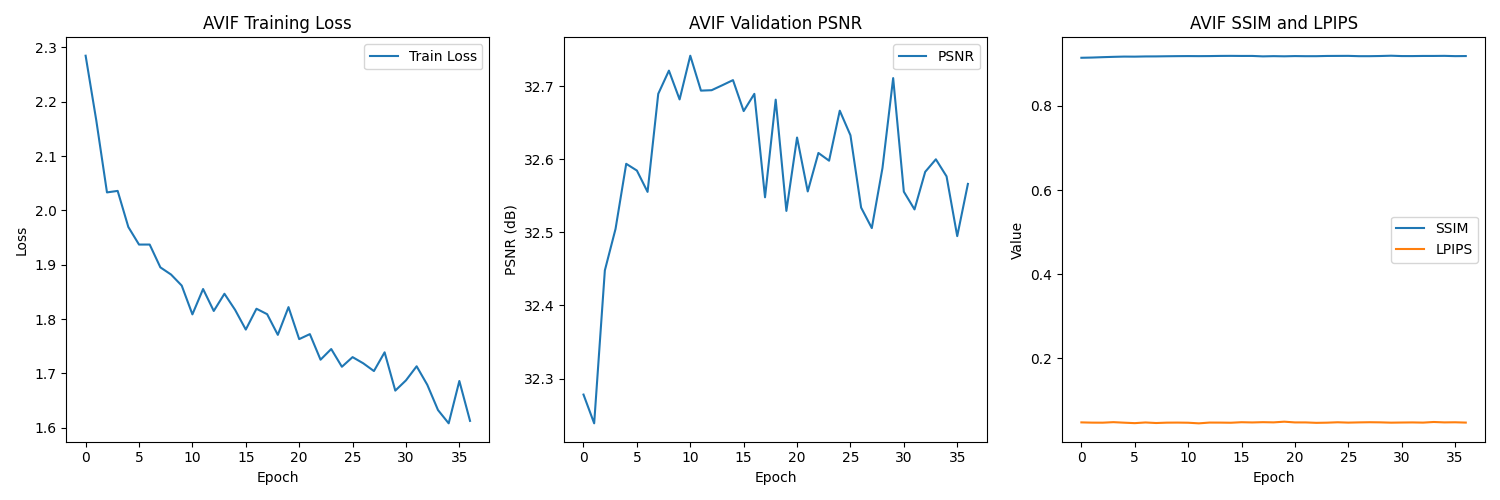 AVIF Training Loss
2.3
2.2
2.1
2.0
1.9
1.8
1.7
1.6
Loss
0 5 10 15 20 25 30 35
Epoch
Train Loss
AVIF Validation PSNR
32.7
32.6
32.5
32.4
32.3
PSNR (dB)
0 5 10 15 20 25 30 35
Epoch
PSNR
AVIF SSIM and LPIPS
0.8
0.6
0.4
0.2
Value
0 5 10 15 20 25 30 35
Epoch
SSIM
LPIPS